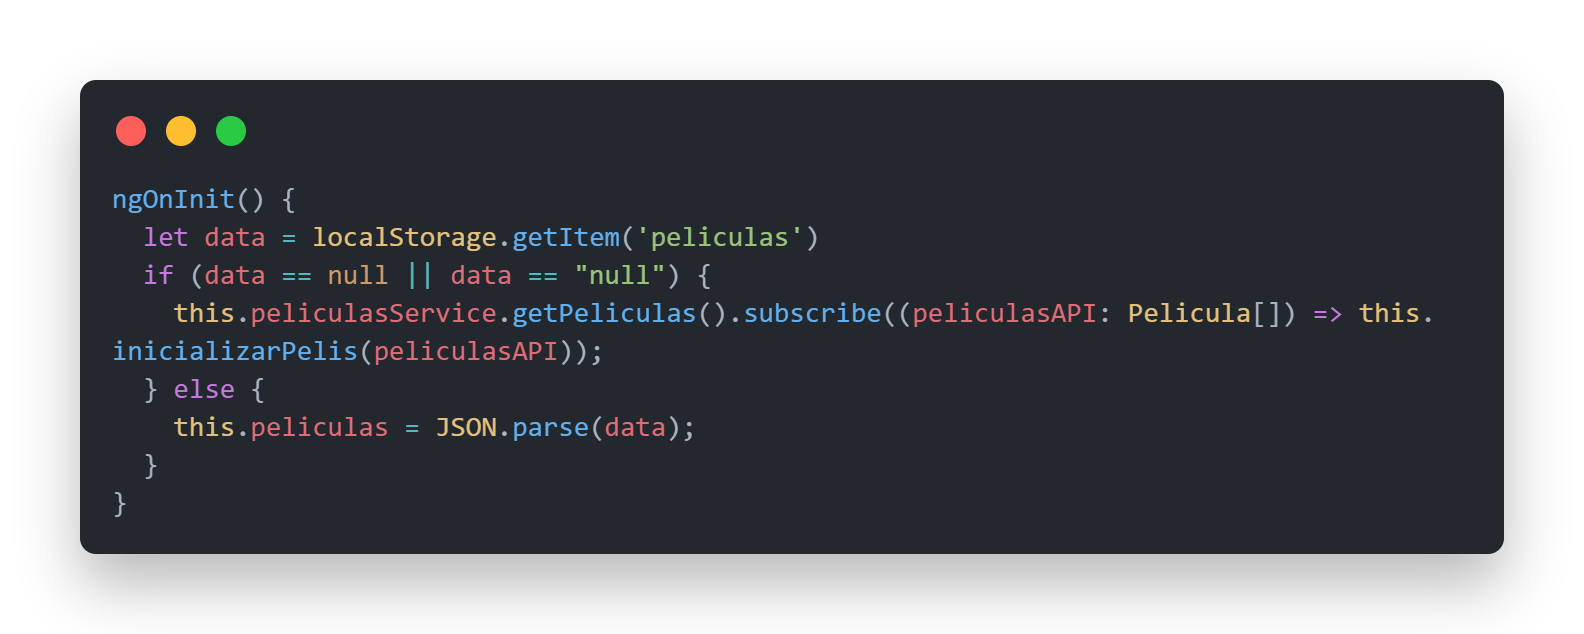 ngOnInit() {
  let data = localStorage.getItem('peliculas')
  if (data == null || data == "null") {
    this.peliculasService.getPeliculas().subscribe((peliculasAPI: Pelicula[]) => this.
inicializarPelis(peliculasAPI));
  } else {
    this.peliculas = JSON.parse(data);
  }
}